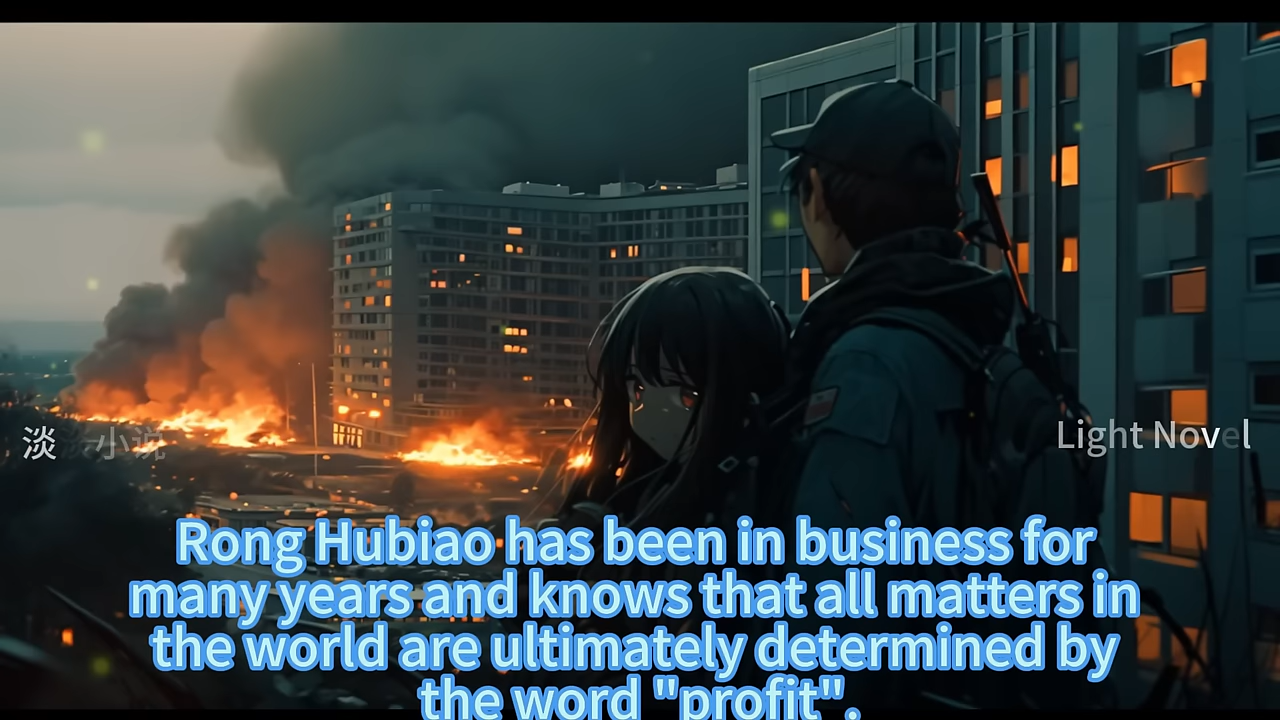 淡 小说
Light Novel
Rong Hubiao has been in business for
many years and knows that all matters in
the world are ultimately determined by
the word "profit".